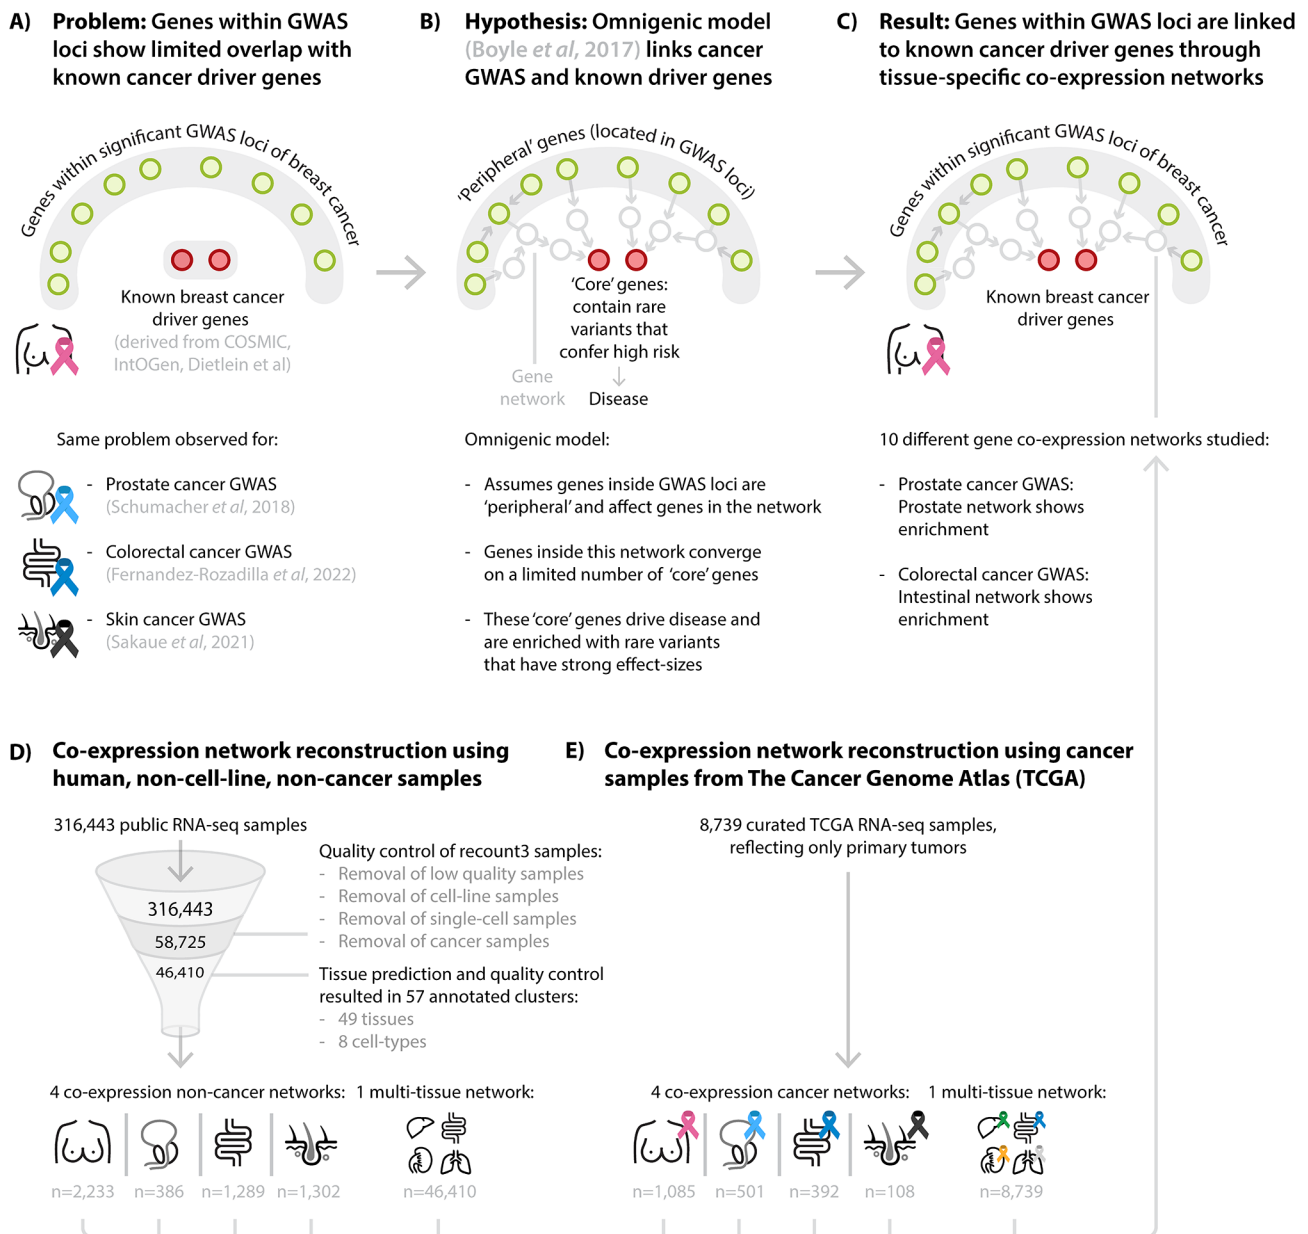 A) Problem: Genes within GWAS
loci show limited overlap with
known cancer driver genes
Genes within significant GWAS loci of breast cancer
Known breast cancer
driver genes
(derived from COSMIC,
IntOGen, Dietlein et al)
Same problem observed for:
- Prostate cancer GWAS
(Schumacher et al, 2018)
- Colorectal cancer GWAS
(Fernandez-Rozadilla et al, 2022)
- Skin cancer GWAS
(Sakaue et al, 2021)
B) Hypothesis: Omnigenic model
(Boyle et al, 2017) links cancer
GWAS and known driver genes
'Peripheral' genes (located in GWAS loci)
'Core' genes:
contain rare
variants that
confer high risk
Gene
network
Disease
Omnigenic model:
- Assumes genes inside GWAS loci are
'peripheral' and affect genes in the network
- Genes inside this network converge
on a limited number of 'core' genes
- These 'core' genes drive disease and
are enriched with rare variants
that have strong effect-sizes
C) Result: Genes within GWAS loci are linked
to known cancer driver genes through
tissue-specific co-expression networks
Genes within significant GWAS loci of breast cancer
Known breast cancer
driver genes
10 different gene co-expression networks studied:
- Prostate cancer GWAS:
Prostate network shows
enrichment
- Colorectal cancer GWAS:
Intestinal network shows
enrichment
D) Co-expression network reconstruction using
human, non-cell-line, non-cancer samples
316,443 public RNA-seq samples
316,443
58,725
46,410
Quality control of recount3 samples:
- Removal of low quality samples
- Removal of cell-line samples
- Removal of single-cell samples
- Removal of cancer samples
Tissue prediction and quality control
resulted in 57 annotated clusters:
- 49 tissues
- 8 cell-types
4 co-expression non-cancer networks: 1 multi-tissue network:
n=2,233 n=386 n=1,289 n=1,302 n=46,410
E) Co-expression network reconstruction using cancer
samples from The Cancer Genome Atlas (TCGA)
8,739 curated TCGA RNA-seq samples,
reflecting only primary tumors
4 co-expression cancer networks: 1 multi-tissue network:
n=1,085 n=501 n=392 n=108 n=8,739